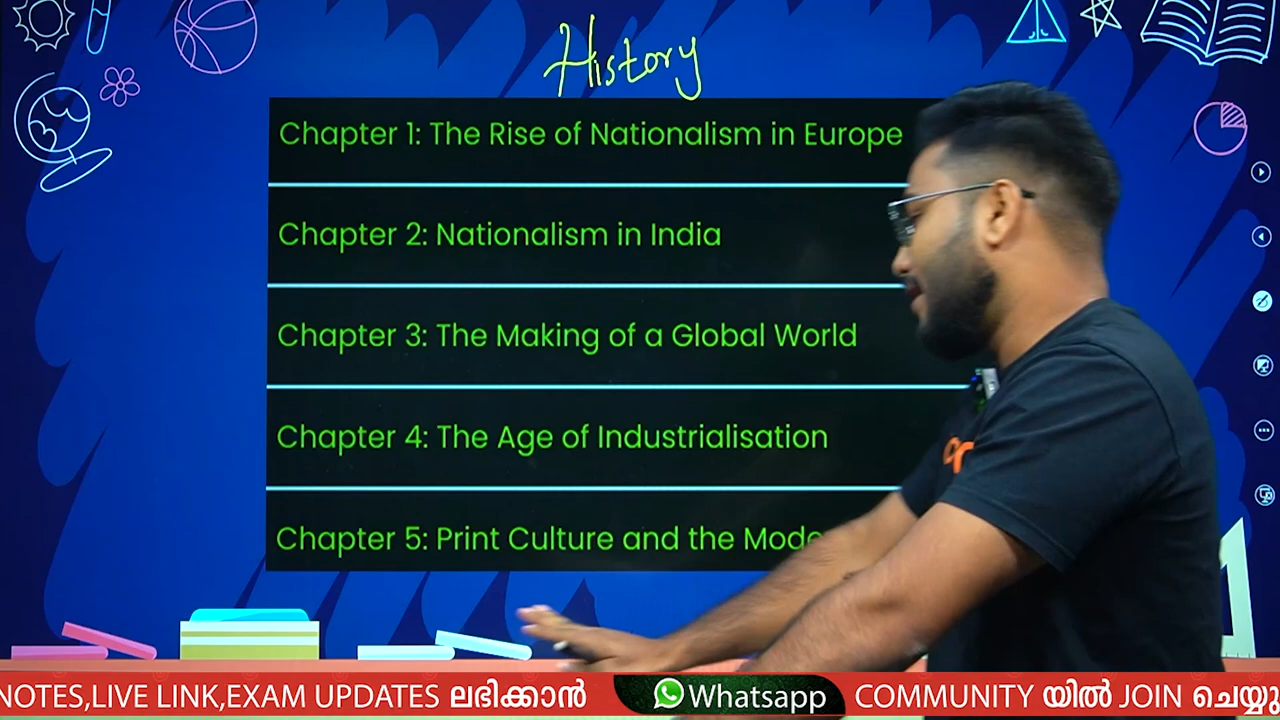 History
Chapter 1: The Rise of Nationalism in Europe
Chapter 2: Nationalism in India
Chapter 3: The Making of a Global World
Chapter 4: The Age of Industrialisation
Chapter 5: Print Culture and the
NOTES,LIVE LINK,EXAM UPDATES ലഭിക്കാൻ Whatsapp COMMUNITY യിൽ JOIN